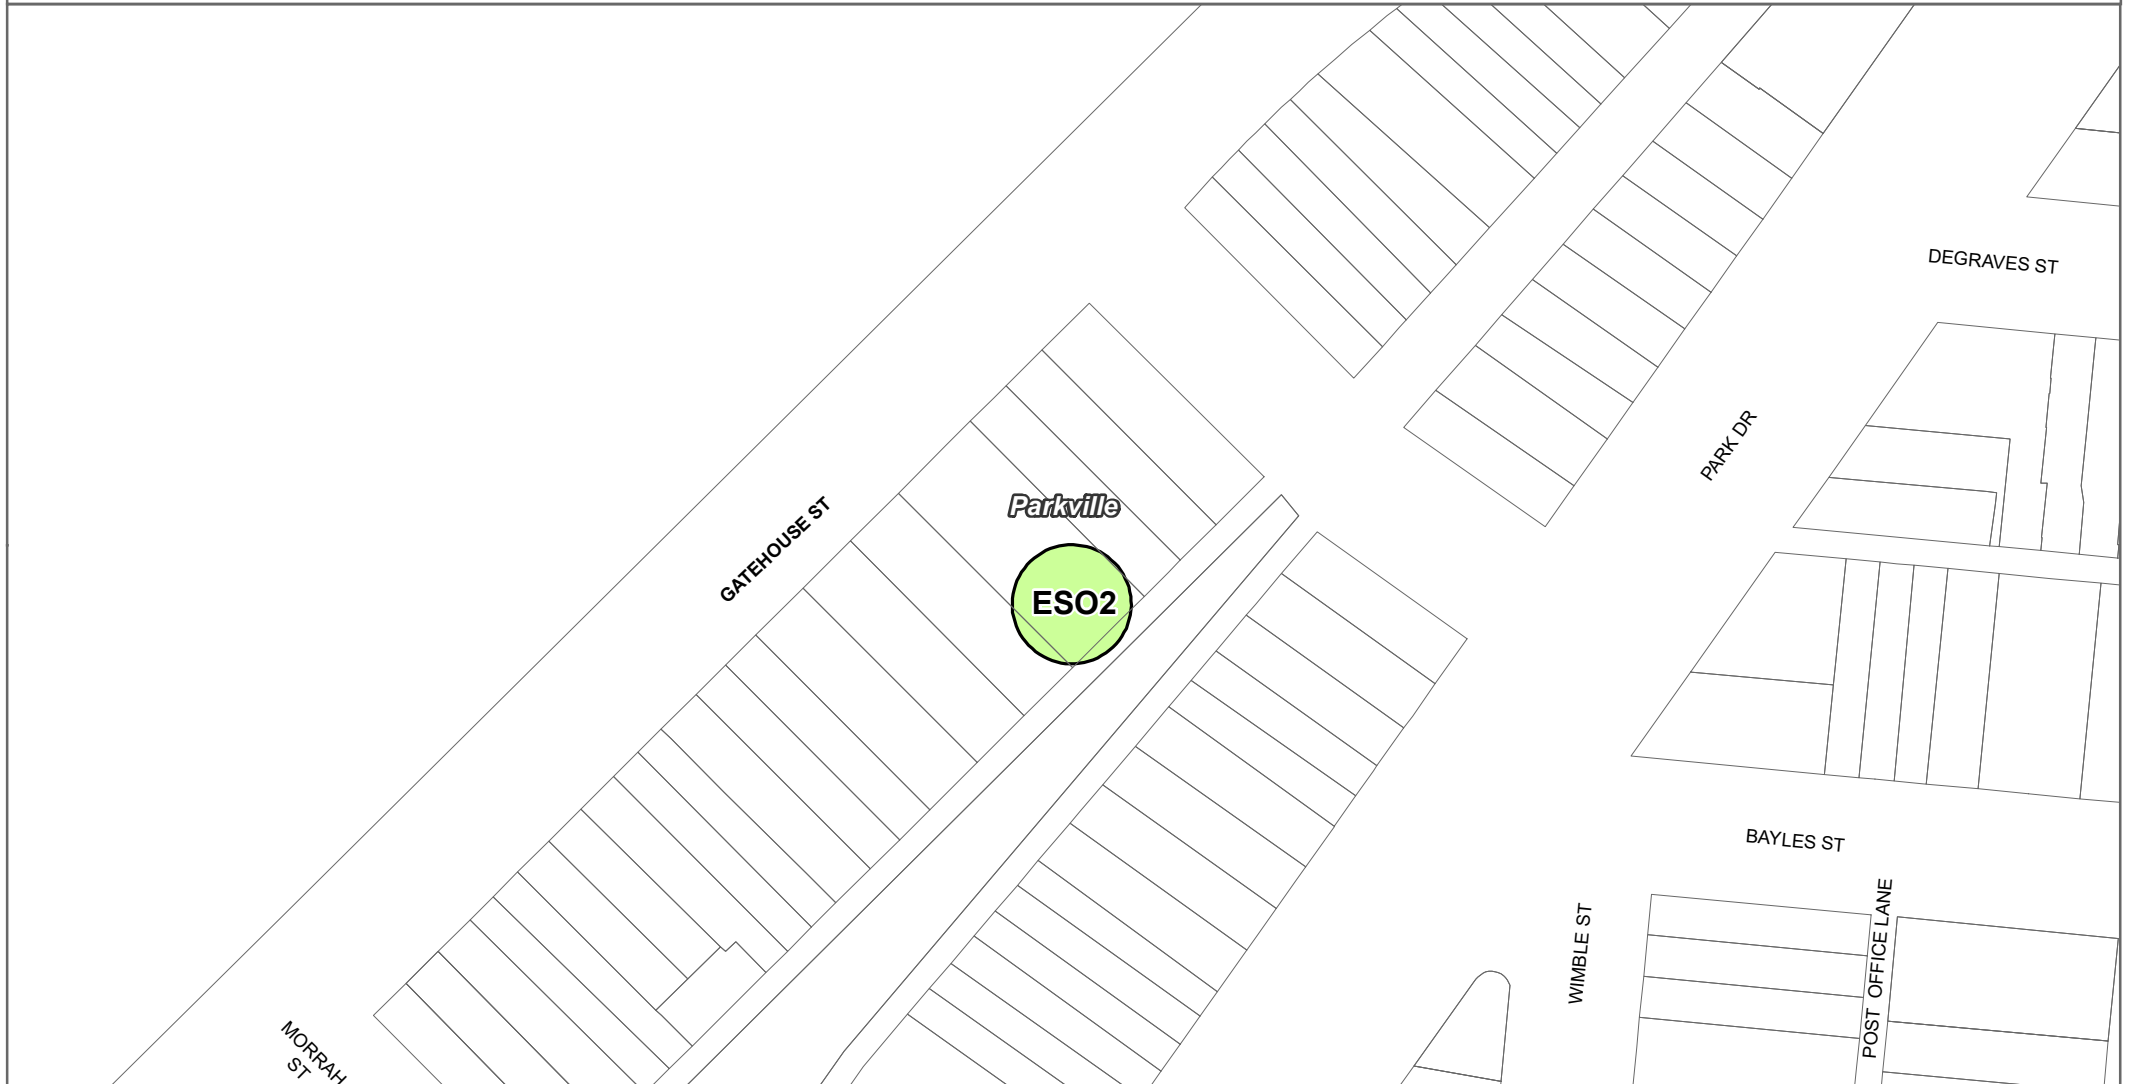 DEGRAVES ST
PARK DR
Parkville
GATEHOUSE ST
ESO2
BAYLES ST
WIMBLE ST
POST OFFICE LANE
MORRAH
ST